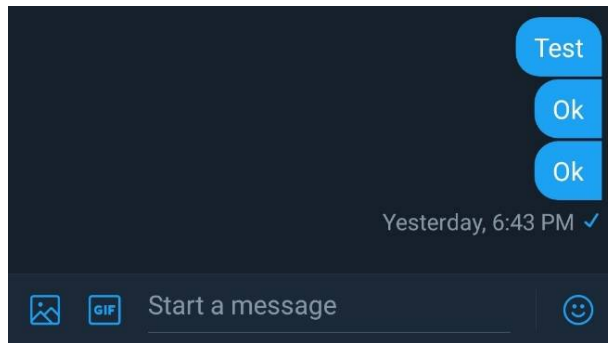 Test
Ok
Ok
Yesterday, 6:43 PM
GIF
Start a message